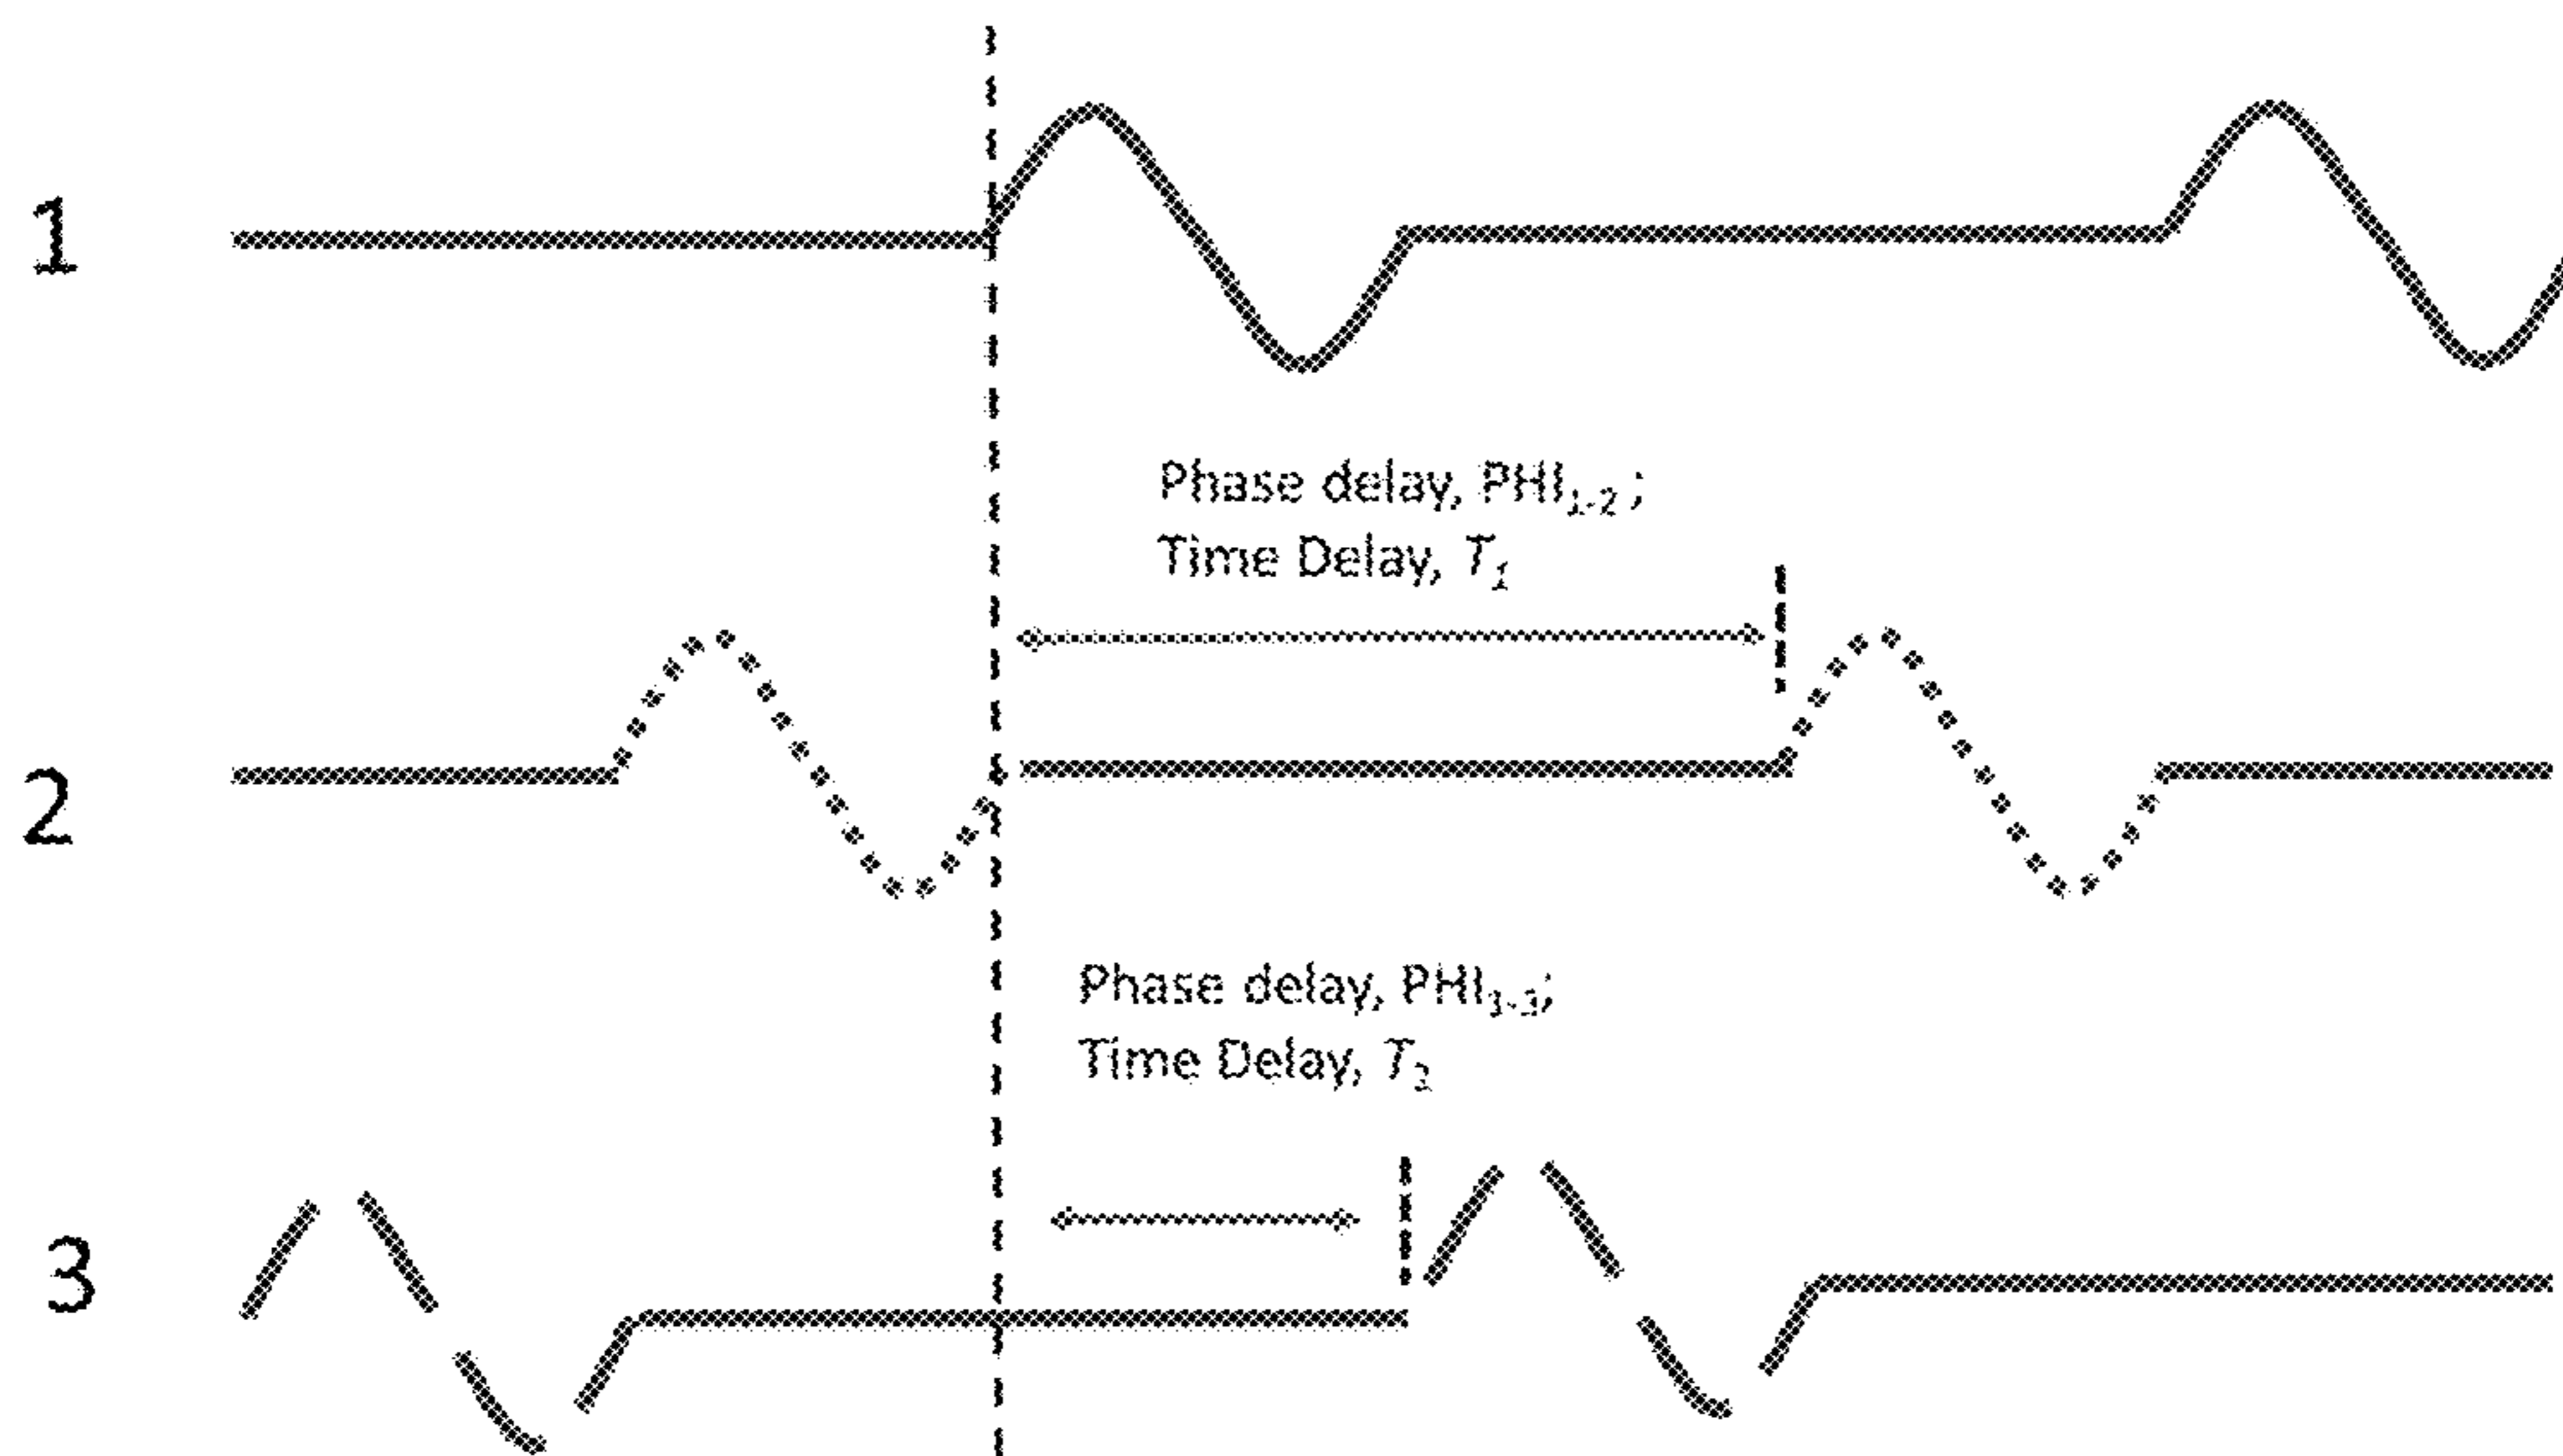 1
Phase delay, PHI₁₋₂ ;
Time Delay, T₁
2
Phase delay, PHI₁₋₃;
Time Delay, T₂
3